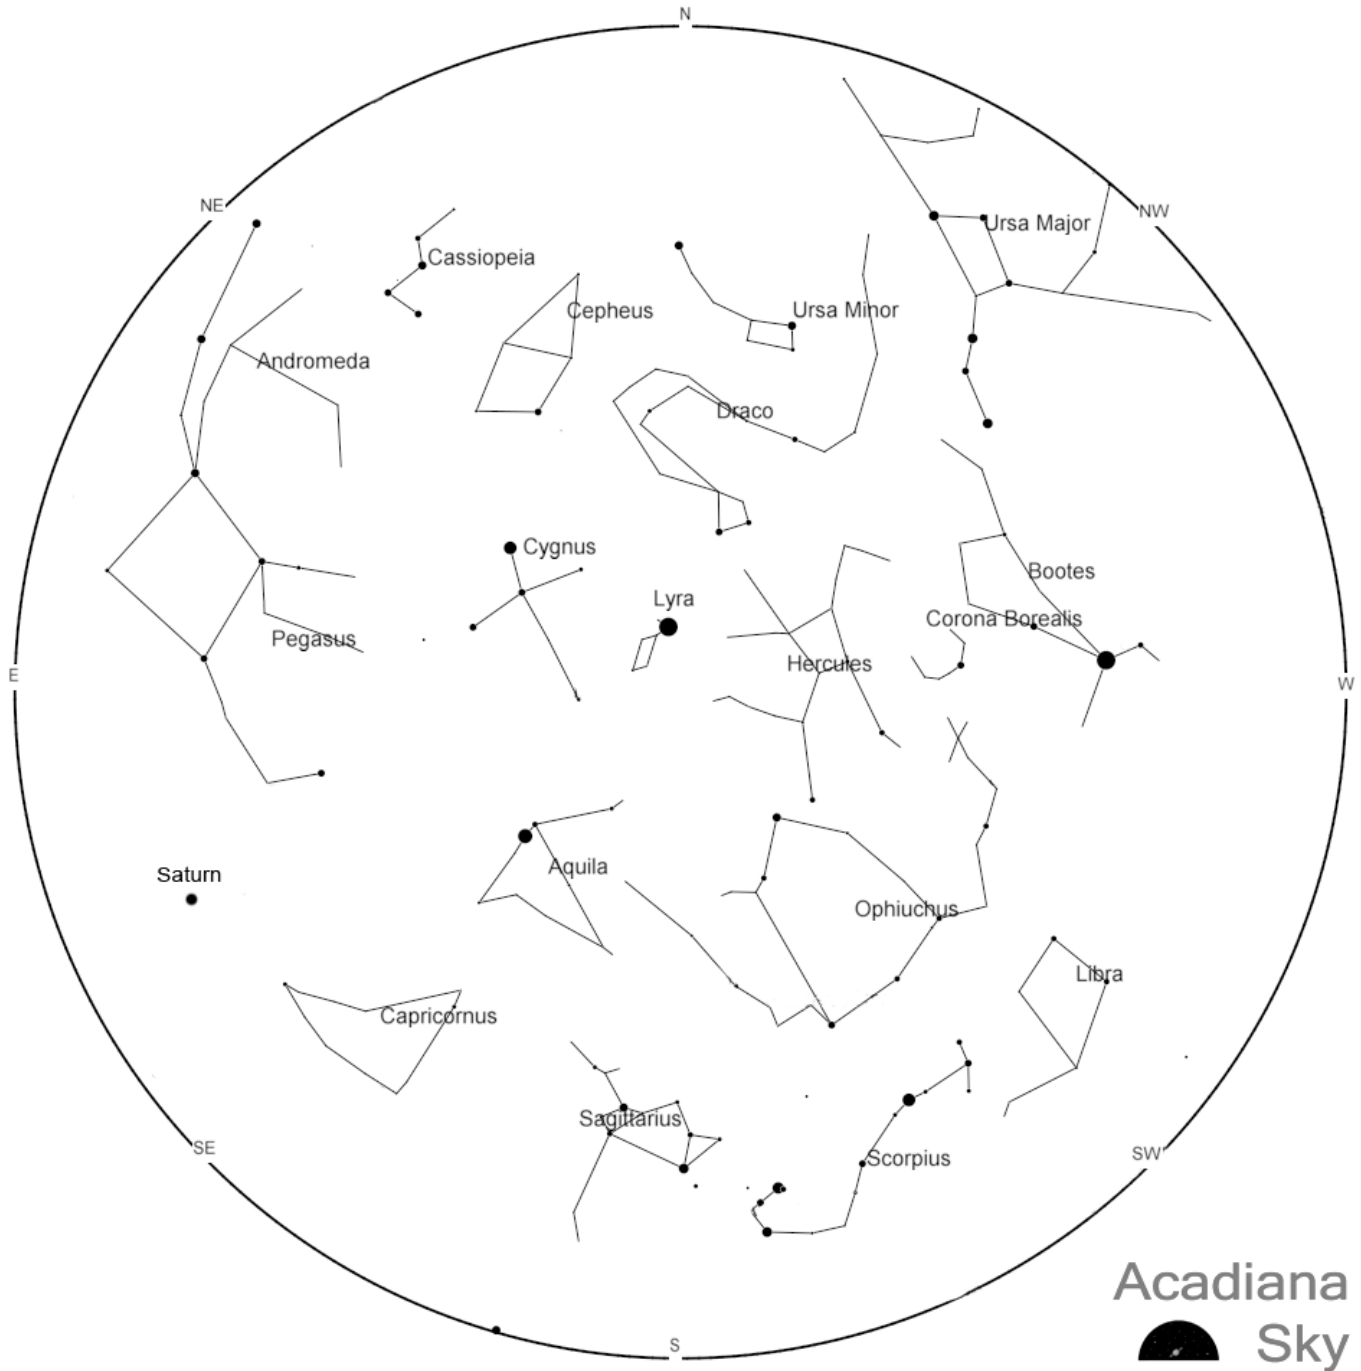 N
NE
NW
Ursa Major
Cassiopeia
Cepheus
Ursa Minor
Andromeda
Draco
Cygnus
Bootes
Lyra
Corona Borealis
Pegasus
Hercules
E
W
Aquila
Saturn
Ophiuchus
Libra
Capricornus
Sagittarius
SE
SW
Scorpius
Acadiana
Sky
S